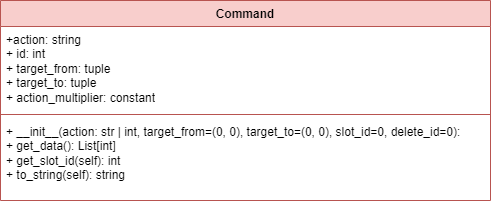 Command
+action: string
+ id: int
+ target_from: tuple
+ target_to: tuple
+ action_multiplier: constant
+ __init__(action: str | int, target_from=(0, 0), target_to=(0, 0), slot_id=0, delete_id=0):
+ get_data(): List[int]
+ get_slot_id(self): int
+ to_string(self): string